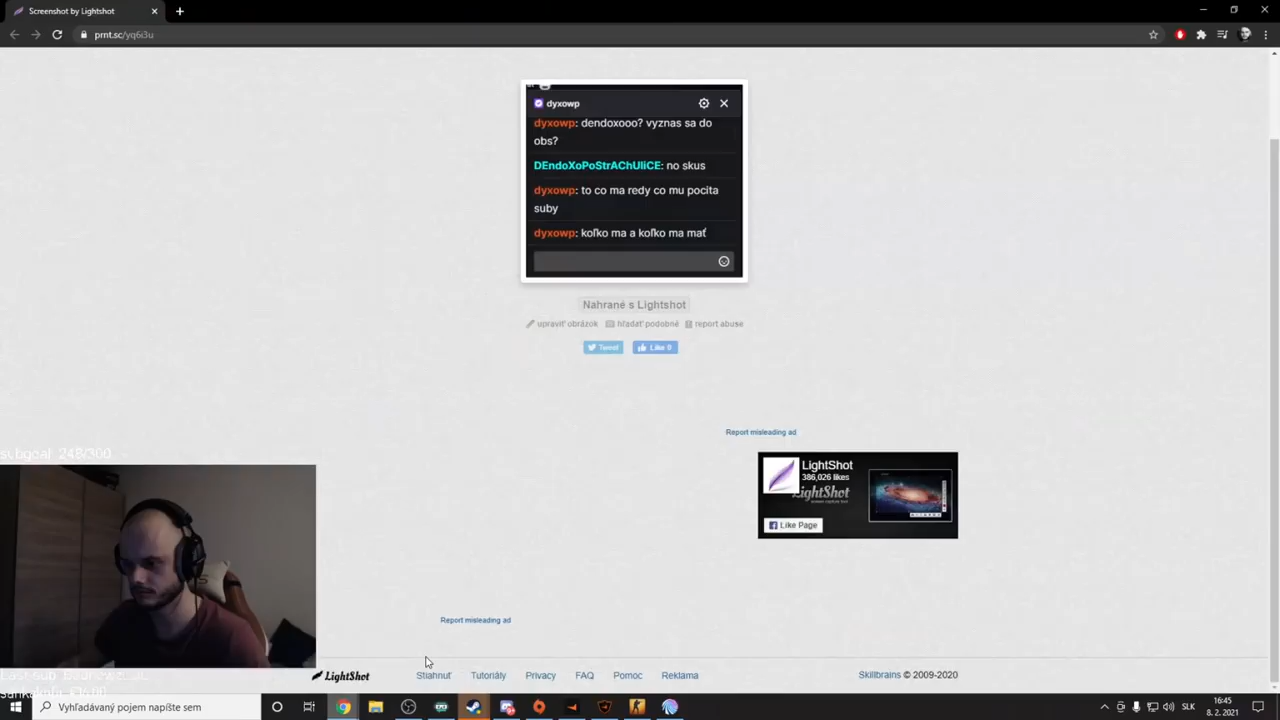 Screenshot by Lightshot
prnt.sc/yq6i3u
dyxowp
dyxowp: dendoxooo? vyznas sa do
obs?
DEndoXoPoStrAChUliCE: no skus
dyxowp: to co ma redy co mu pocita
suby
dyxowp: koľko ma a koľko ma mať
Nahrané s Lightshot
upraviť obrázok hľadať podobné report abuse
Tweet Like 0
Report misleading ad
LightShot
386,026 likes
LightShot
Like Page
subgoal: 248/300
Report misleading ad
LightShot
Stiahnuť Tutoriály Privacy FAQ Pomoc Reklama
Skillbrains © 2009-2020
Last sub:
Vyhľadávaný pojem napíšte sem
SLK
16:45
8. 2. 2021